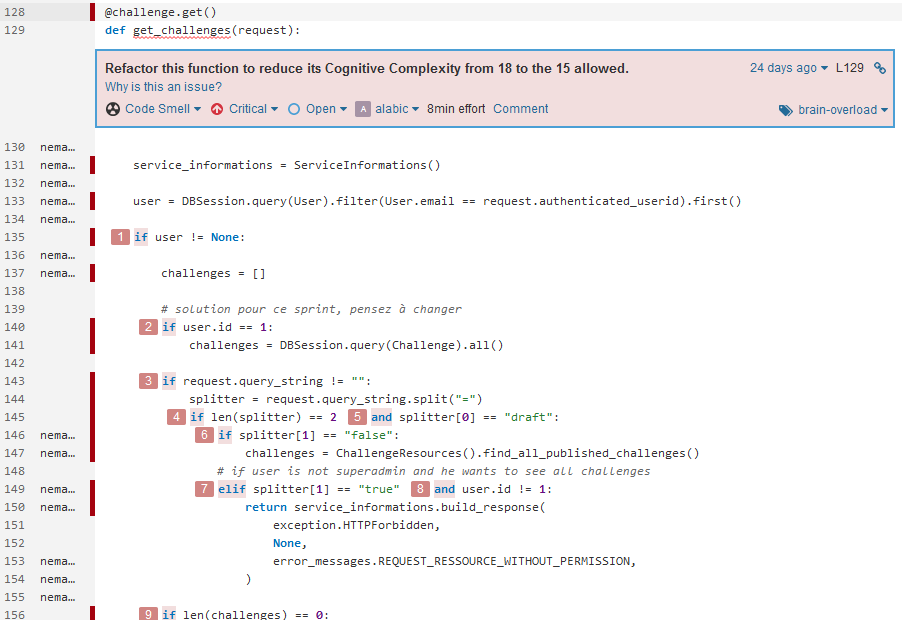 128 @challenge.get()
129 def get_challenges(request):
Refactor this function to reduce its Cognitive Complexity from 18 to the 15 allowed. 24 days ago L129
Why is this an issue?
Code Smell Critical Open A alabic 8min effort Comment brain-overload
130 nema...
131 nema... service_informations = ServiceInformations()
132 nema...
133 nema... user = DBSession.query(User).filter(User.email == request.authenticated_userid).first()
134 nema...
135 1 if user != None:
136 nema...
137 nema... challenges = []
138
139 # solution pour ce sprint, pensez à changer
140 2 if user.id == 1:
141 challenges = DBSession.query(Challenge).all()
142
143 3 if request.query_string != "":
144 splitter = request.query_string.split("=")
145 4 if len(splitter) == 2 5 and splitter[0] == "draft":
146 nema... 6 if splitter[1] == "false":
147 nema... challenges = ChallengeResources().find_all_published_challenges()
148 # if user is not superadmin and he wants to see all challenges
149 nema... 7 elif splitter[1] == "true" 8 and user.id != 1:
150 nema... return service_informations.build_response(
151 exception.HTTPForbidden,
152 None,
153 nema... error_messages.REQUEST_RESSOURCE_WITHOUT_PERMISSION,
154 nema... )
155 nema...
156 9 if len(challenges) == 0: